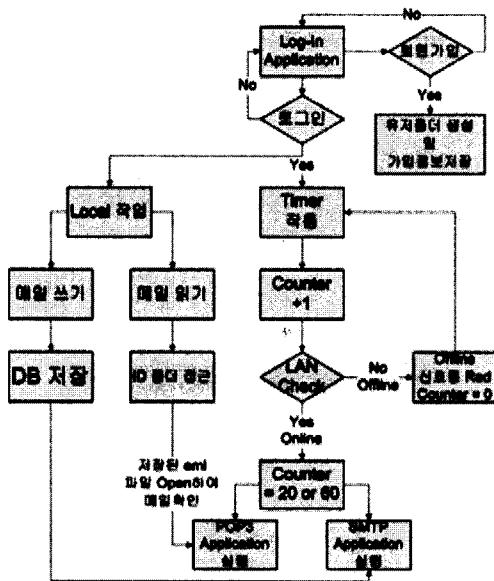 No
Log-in
Application
회원가입
No
Yes
로그인
유저폴더 생성
및
가입정보저장
Yes
Local 작업
Timer
작동
메일 쓰기
메일 읽기
Counter
+1
DB 저장
ID 폴더 접근
LAN
Check
No
Offline
Online
신호등 Red
Counter = 0
Yes
Online
저장된 eml
파일 Open하여
메일확인
Counter
= 20 or 60
POP3
Application
실행
SMTP
Application
실행